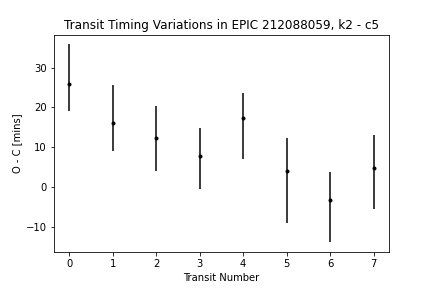 Transit Timing Variations in EPIC 212088059, k2 - c5
O - C [mins]
30
20
10
0
−10
0 1 2 3 4 5 6 7
Transit Number